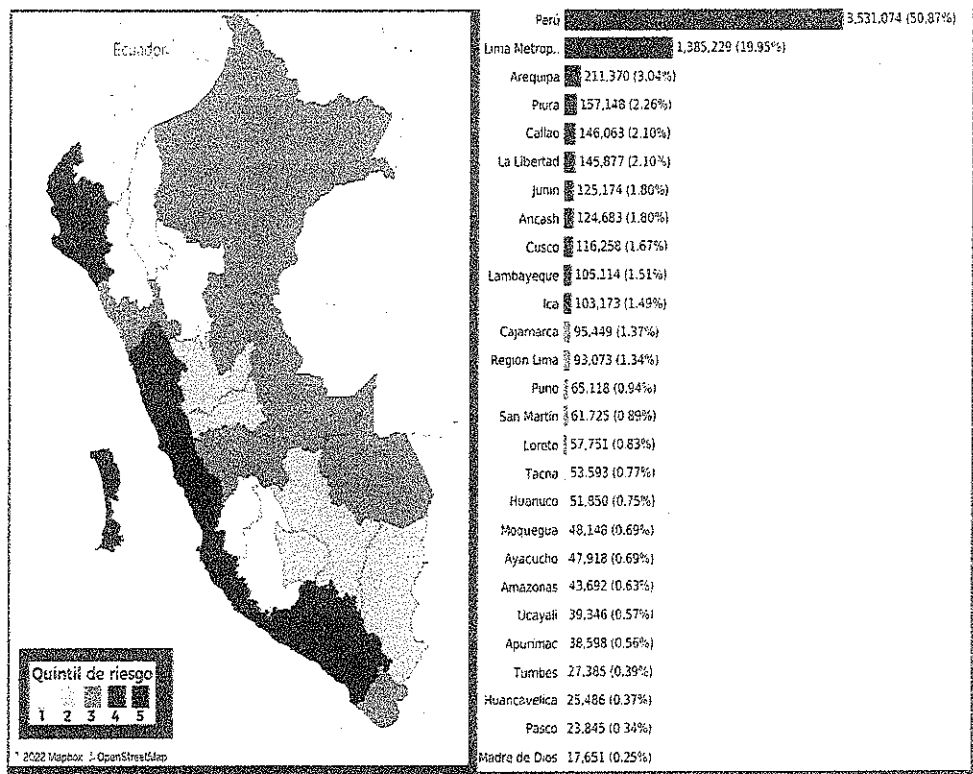 Ecuador
Quintil de riesgo
1 2 3 4 5
© 2022 Mapbox © OpenStreetMap
Perú 3,531,074 (50,87%)
Lima Metrop.. 1,385,229 (19.95%)
Arequipa 211,370 (3.04%)
Piura 157,148 (2.26%)
Callao 146,063 (2.10%)
La Libertad 145,877 (2.10%)
Junín 125,174 (1.80%)
Ancash 124,683 (1.80%)
Cusco 116,258 (1.67%)
Lambayeque 105,114 (1.51%)
Ica 103,173 (1.49%)
Cajamarca 95,449 (1.37%)
Región Lima 93,073 (1.34%)
Puno 65,118 (0.94%)
San Martín 61,725 (0.89%)
Loreto 57,751 (0.83%)
Tacna 53,593 (0.77%)
Huánuco 51,850 (0.75%)
Moquegua 48,148 (0.69%)
Ayacucho 47,918 (0.69%)
Amazonas 43,692 (0.63%)
Ucayali 39,346 (0.57%)
Apurímac 38,598 (0.56%)
Tumbes 27,385 (0.39%)
Huancavelica 25,486 (0.37%)
Pasco 23,845 (0.34%)
Madre de Dios 17,651 (0.25%)